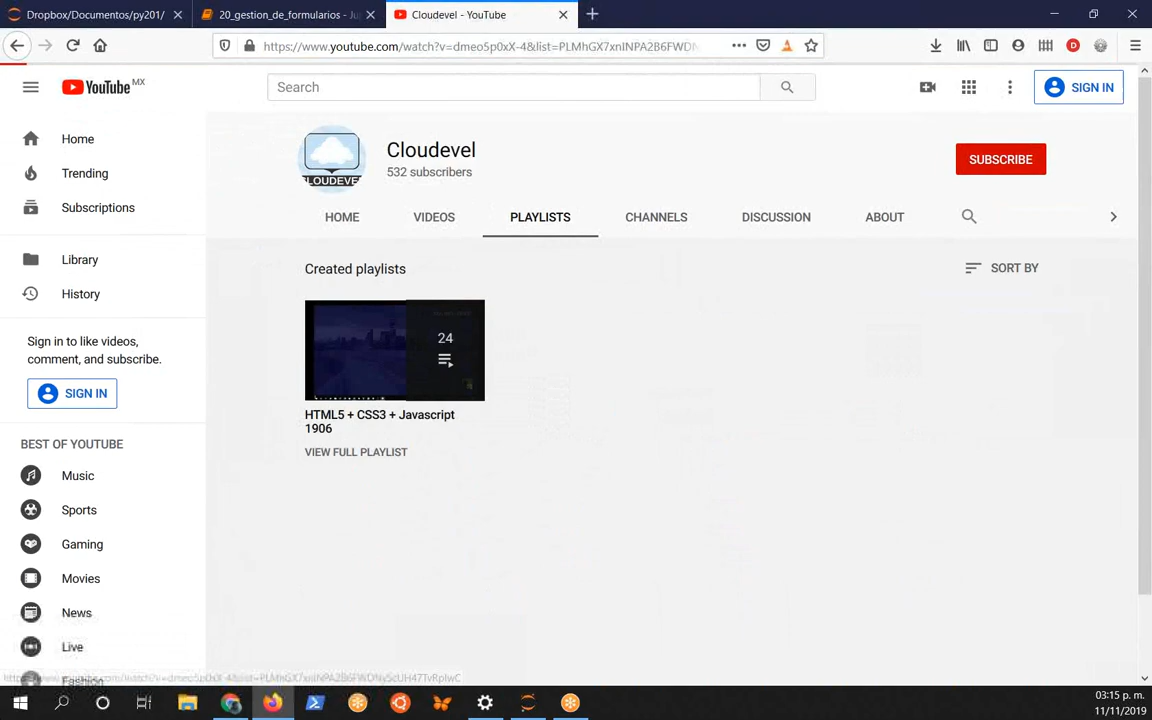 Dropbox/Documentos/py201/
20_gestion_de_formularios - Ju
Cloudevel - YouTube
https://www.youtube.com/watch?v=dmeo5p0xX-4&list=PLMhGX7xnINPA2B6FWDN
YouTube MX
Search
SIGN IN
Home
Trending
Subscriptions
Library
History
Sign in to like videos,
comment, and subscribe.
SIGN IN
BEST OF YOUTUBE
Music
Sports
Gaming
Movies
News
Live
Fashion
CLOUDEVEL
Cloudevel
532 subscribers
SUBSCRIBE
HOME
VIDEOS
PLAYLISTS
CHANNELS
DISCUSSION
ABOUT
Created playlists
SORT BY
24
HTML5 + CSS3 + Javascript
1906
VIEW FULL PLAYLIST
03:15 p. m.
11/11/2019